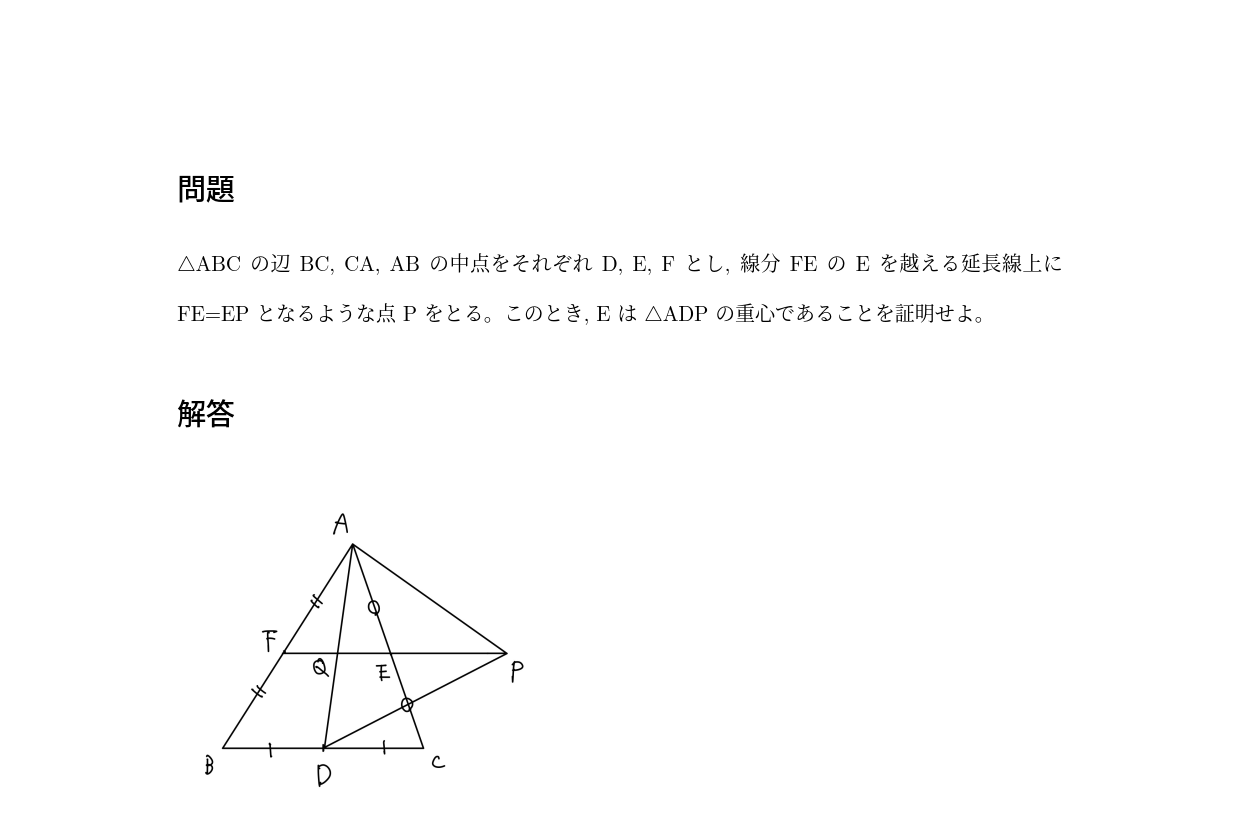 問題
△ABC の辺 BC, CA, AB の中点をそれぞれ D, E, F とし, 線分 FE の E を越える延長線上に
FE=EP となるような点 P をとる。このとき, E は △ADP の重心であることを証明せよ。
解答
A
F
Q
E
P
B
D
C